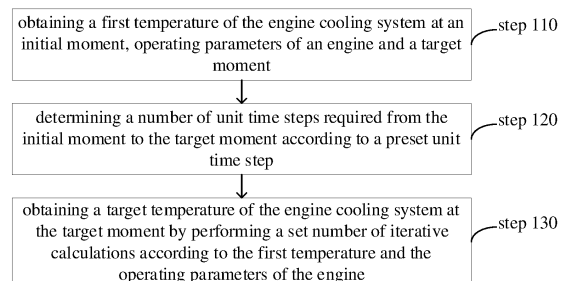 obtaining a first temperature of the engine cooling system at an
initial moment, operating parameters of an engine and a target
moment
step 110
determining a number of unit time steps required from the
initial moment to the target moment according to a preset unit
time step
step 120
obtaining a target temperature of the engine cooling system at
the target moment by performing a set number of iterative
calculations according to the first temperature and the
operating parameters of the engine
step 130